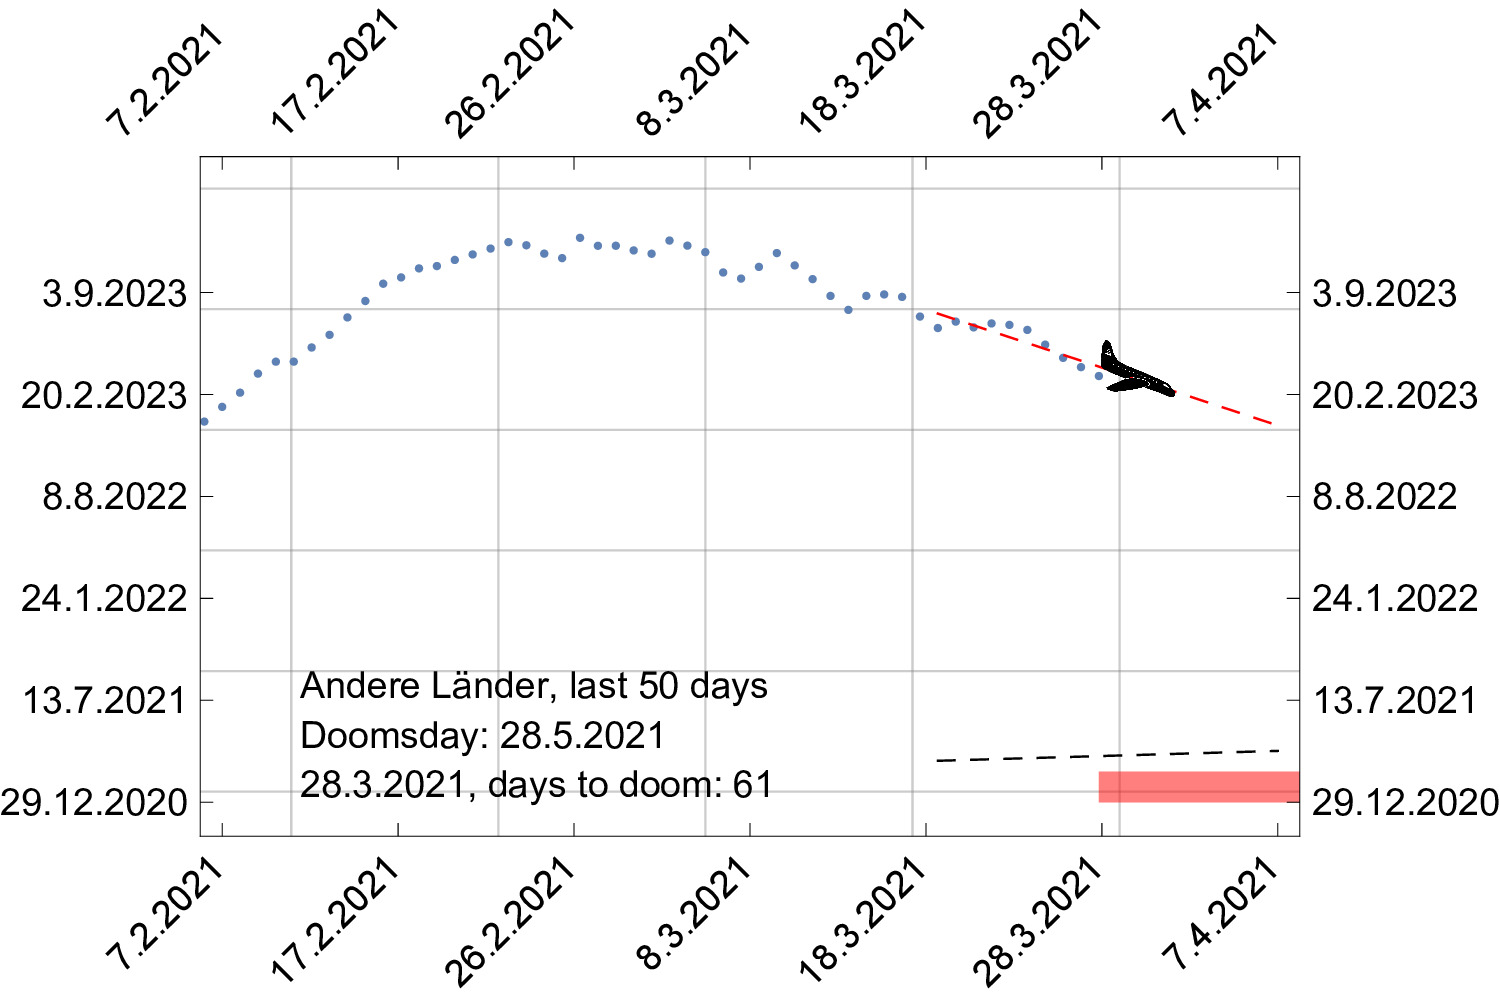 7.2.2021 17.2.2021 26.2.2021 8.3.2021 18.3.2021 28.3.2021 7.4.2021
3.9.2023 3.9.2023
20.2.2023 20.2.2023
8.8.2022 8.8.2022
24.1.2022 24.1.2022
Andere Länder, last 50 days
13.7.2021 13.7.2021
Doomsday: 28.5.2021
28.3.2021, days to doom: 61
29.12.2020 29.12.2020
7.2.2021 17.2.2021 26.2.2021 8.3.2021 18.3.2021 28.3.2021 7.4.2021